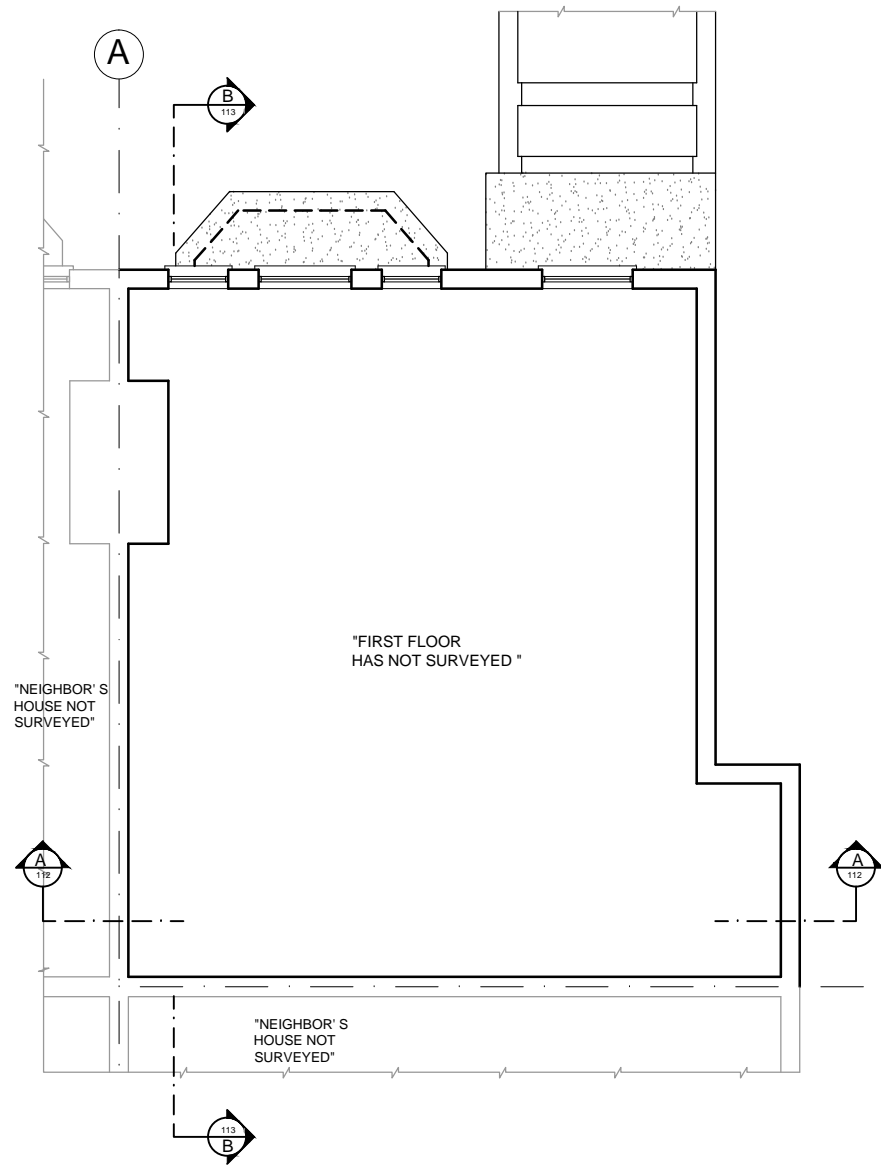 A
B
113
"FIRST FLOOR
HAS NOT SURVEYED "
"NEIGHBOR' S
HOUSE NOT
SURVEYED"
A
112
A
112
"NEIGHBOR' S
HOUSE NOT
SURVEYED"
113
B